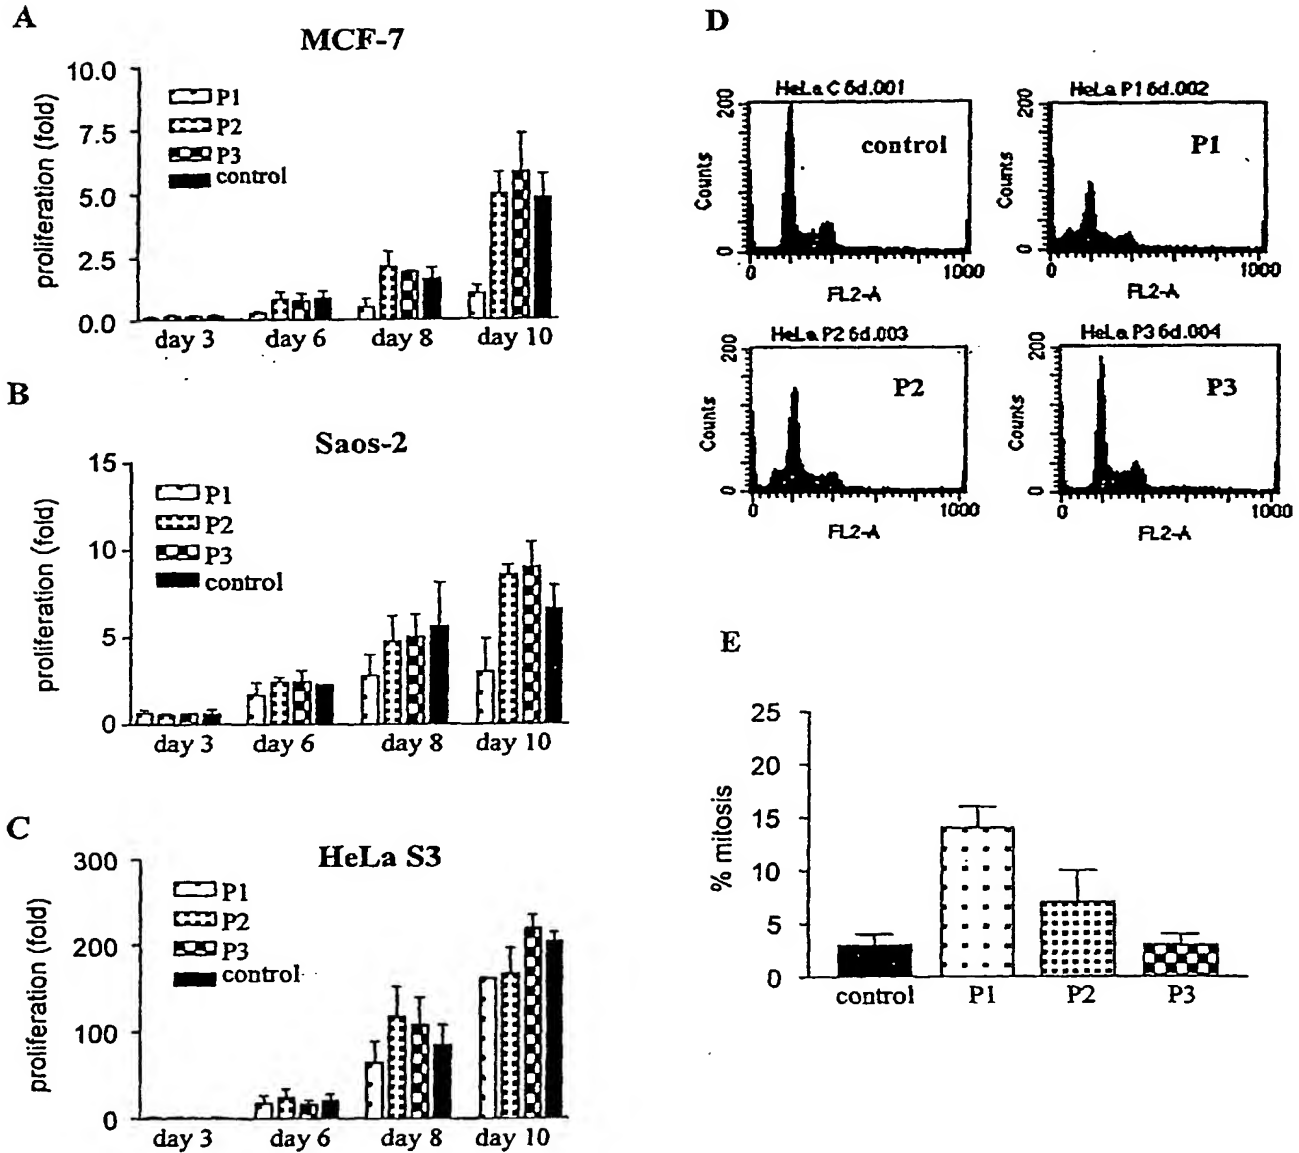 A
MCF-7
proliferation (fold)
10.0
7.5
5.0
2.5
0.0
P1
P2
P3
control
day 3
day 6
day 8
day 10
B
Saos-2
proliferation (fold)
15
10
5
0
P1
P2
P3
control
day 3
day 6
day 8
day 10
C
HeLa S3
proliferation (fold)
300
200
100
0
P1
P2
P3
control
day 3
day 6
day 8
day 10
D
HeLa C 6d.001
control
Counts
200
0
0
1000
FL2-A
HeLa P1 6d.002
P1
Counts
200
0
0
1000
FL2-A
HeLa P2 6d.003
P2
Counts
200
0
0
1000
FL2-A
HeLa P3 6d.004
P3
Counts
200
0
0
1000
FL2-A
E
% mitosis
25
20
15
10
5
0
control
P1
P2
P3